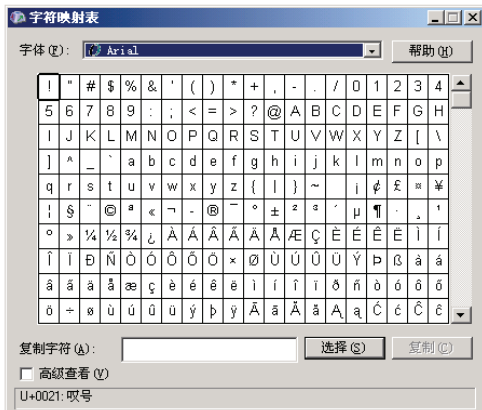 字符映射表
字体(F): Arial 帮助(H)
! " # $ % & ' ( ) * + , - . / 0 1 2 3 4
5 6 7 8 9 : ; < = > ? @ A B C D E F G H
I J K L M N O P Q R S T U V W X Y Z [ \
] ^ _ ` a b c d e f g h i j k l m n o p
q r s t u v w x y z { | } ~ ¡ ¢ £ ¤ ¥
¦ § ¨ © ª « ¬ - ® ¯ ° ± ² ³ ´ µ ¶ · ¸ ¹
º » ¼ ½ ¾ ¿ À Á Â Ã Ä Å Æ Ç È É Ê Ë Ì Í
Î Ï Ð Ñ Ò Ó Ô Õ Ö × Ø Ù Ú Û Ü Ý Þ ß à á
â ã ä å æ ç è é ê ë ì í î ï ð ñ ò ó ô õ
ö ÷ ø ù ú û ü ý þ ÿ Ā ā Ă ă Ą ą Ć ć Ĉ ĉ
复制字符(A): 选择(S) 复制(C)
高级查看(V)
U+0021: 哎号